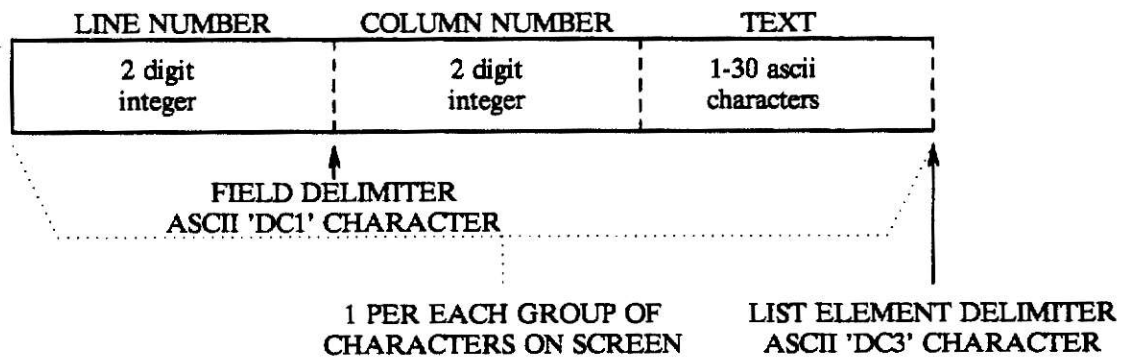 LINE NUMBER COLUMN NUMBER TEXT
2 digit 2 digit 1-30 ascii
integer integer characters
FIELD DELIMITER
ASCII 'DC1' CHARACTER
1 PER EACH GROUP OF LIST ELEMENT DELIMITER
CHARACTERS ON SCREEN ASCII 'DC3' CHARACTER